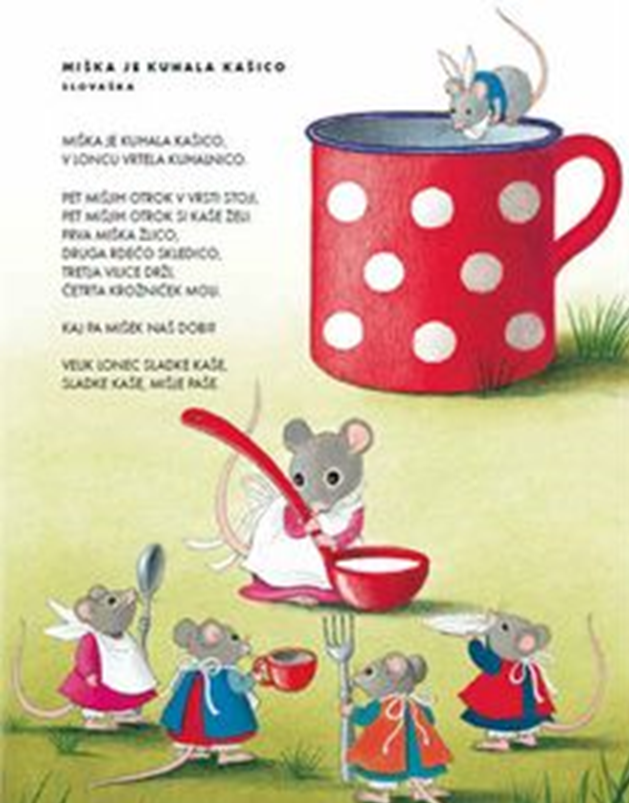 MIŠKA JE KUHALA KAŠICO
SLOVAŠKA
MIŠKA JE KUHALA KAŠICO,
V LONCU VRTELA KUHALNICO.
PET MIŠJIH OTROK V VRSTI STOJI,
PET MIŠJIH OTROK SI KAŠE ŽELI.
PRVA MIŠKA ŽLICO,
DRUGA RDEČO SKLEDICO,
TRETJA VILICE DRŽI,
ČETRTA KROŽNIČEK MOLI.
KAJ PA MIŠEK NAŠ DOBI?
VELIK LONEC SLADKE KAŠE,
SLADKE KAŠE, MIŠJE PAŠE.